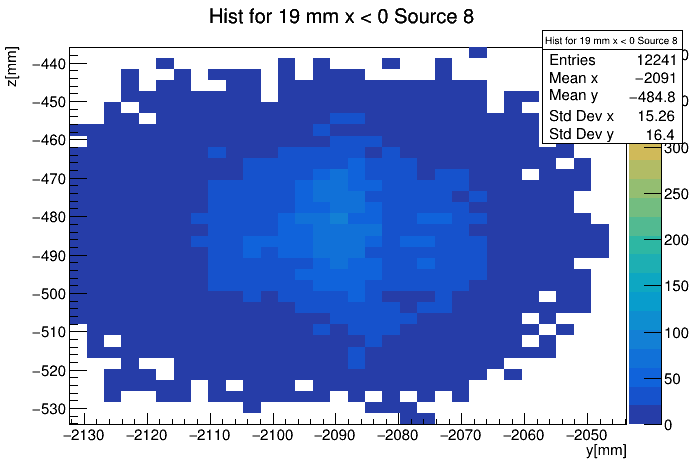 Hist for 19 mm x < 0 Source 8
Hist for 19 mm x < 0 Source 8
Entries 12241
Mean x −2091
Mean y −484.8
Std Dev x 15.26
Std Dev y 16.4
z[mm]
−440
−450
−460
−470
−480
−490
−500
−510
−520
−530
−2130 −2120 −2110 −2100 −2090 −2080 −2070 −2060 −2050
y[mm]
300
250
200
150
100
50
0